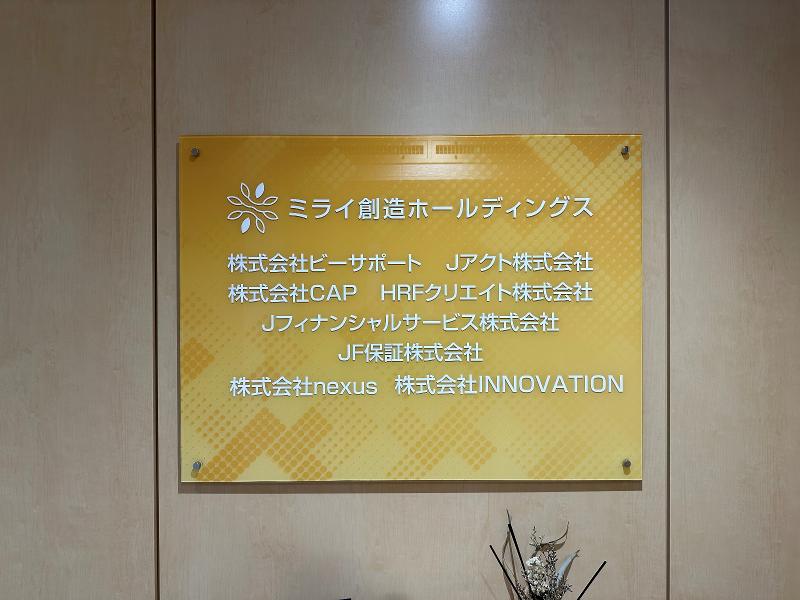 ミライ創造ホールディングス
株式会社ビーサポート Jアクト株式会社
株式会社CAP HRFクリエイト株式会社
Jフィナンシャルサービス株式会社
JF保証株式会社
株式会社nexus 株式会社INNOVATION